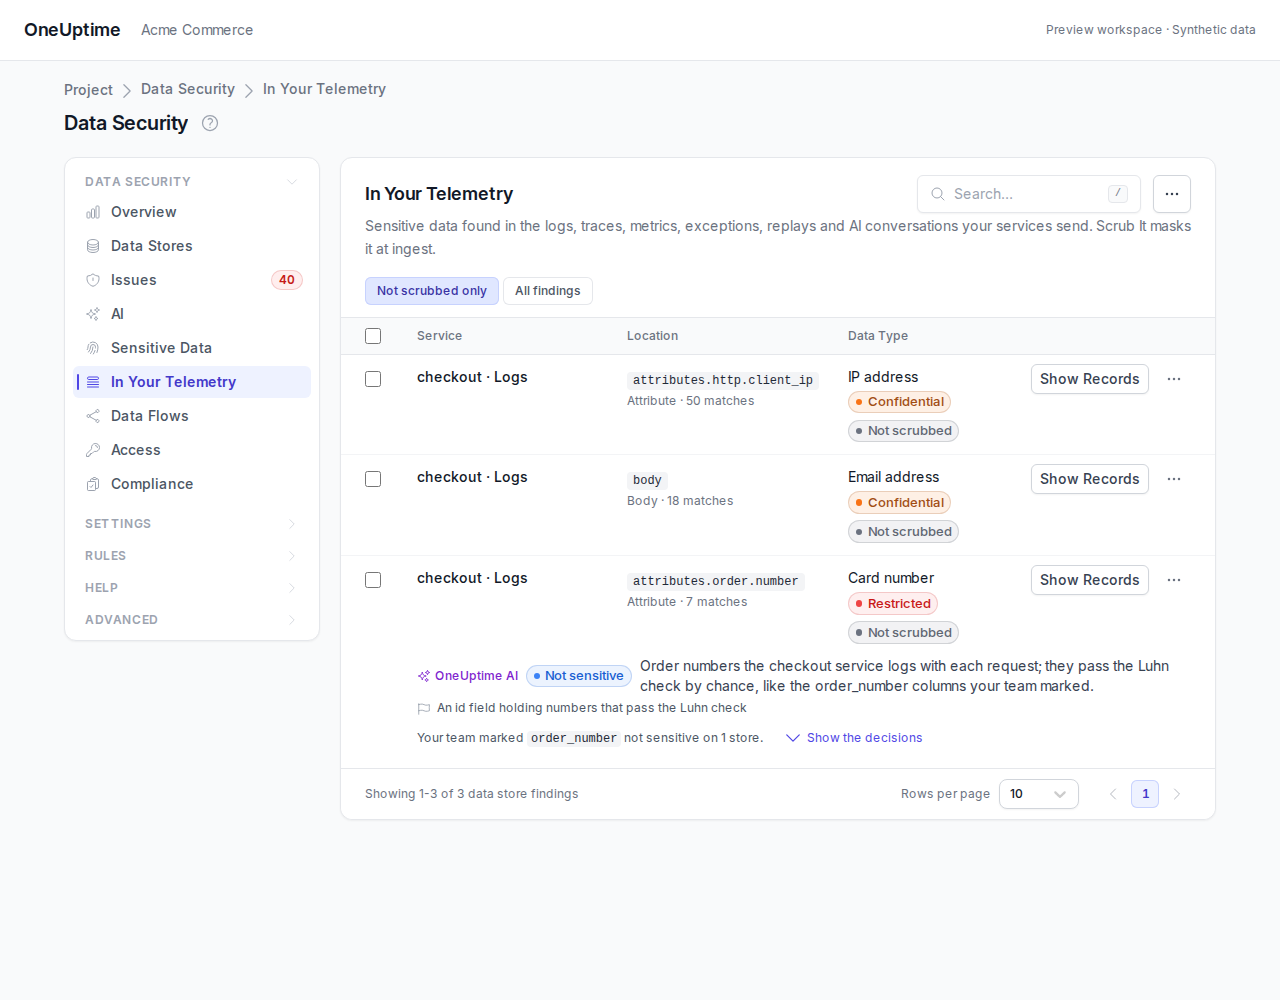 OneUptime Acme Commerce Preview workspace · Synthetic data
Project Data Security In Your Telemetry
Data Security
DATA SECURITY
Overview
Data Stores
Issues 40
AI
Sensitive Data
In Your Telemetry
Data Flows
Access
Compliance
SETTINGS
RULES
HELP
ADVANCED
In Your Telemetry Search... /
Sensitive data found in the logs, traces, metrics, exceptions, replays and AI conversations your services send. Scrub It masks
it at ingest.
Not scrubbed only All findings
Service Location Data Type
checkout · Logs attributes.http.client_ip IP address Show Records
Attribute · 50 matches Confidential
Not scrubbed
checkout · Logs body Email address Show Records
Body · 18 matches Confidential
Not scrubbed
checkout · Logs attributes.order.number Card number Show Records
Attribute · 7 matches Restricted
Not scrubbed
OneUptime AI Not sensitive Order numbers the checkout service logs with each request; they pass the Luhn
check by chance, like the order_number columns your team marked.
An id field holding numbers that pass the Luhn check
Your team marked order_number not sensitive on 1 store. Show the decisions
Showing 1-3 of 3 data store findings Rows per page 10 1